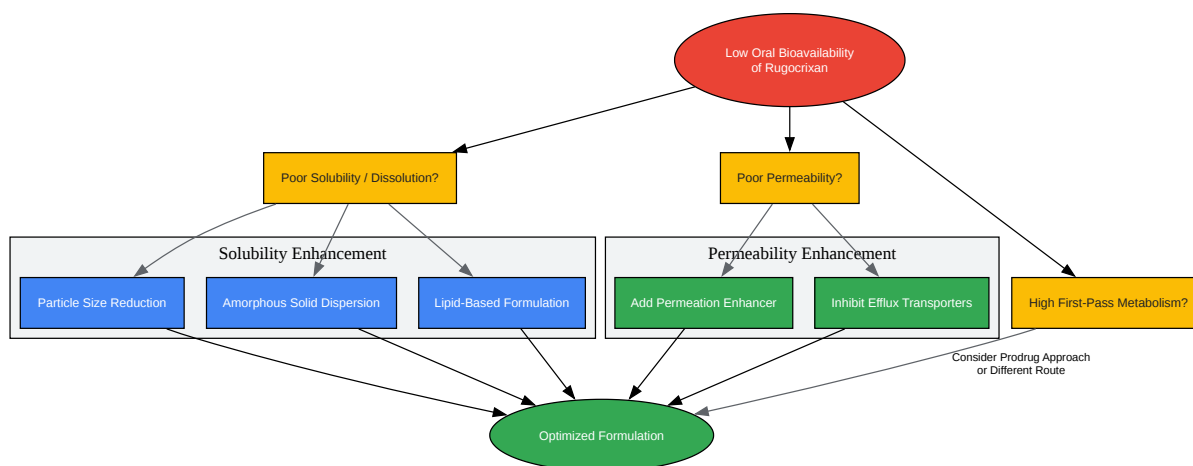 Low Oral Bioavailability
of Rugocrixan
Poor Solubility / Dissolution?
Poor Permeability?
Solubility Enhancement
Permeability Enhancement
Particle Size Reduction
Amorphous Solid Dispersion
Lipid-Based Formulation
Add Permeation Enhancer
Inhibit Efflux Transporters
High First-Pass Metabolism?
Consider Prodrug Approach
or Different Route
Optimized Formulation